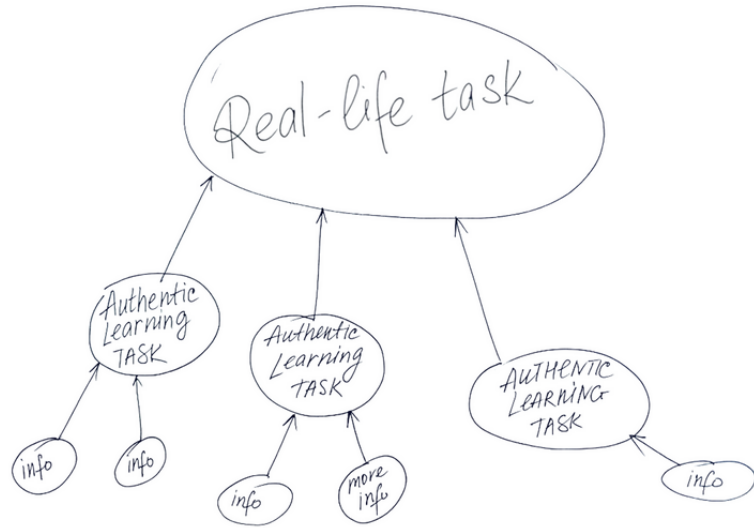 Real-life task
Authentic
Learning
TASK
Authentic
Learning
TASK
AUTHENTIC
LEARNING
TASK
info
info
info
more
info
info